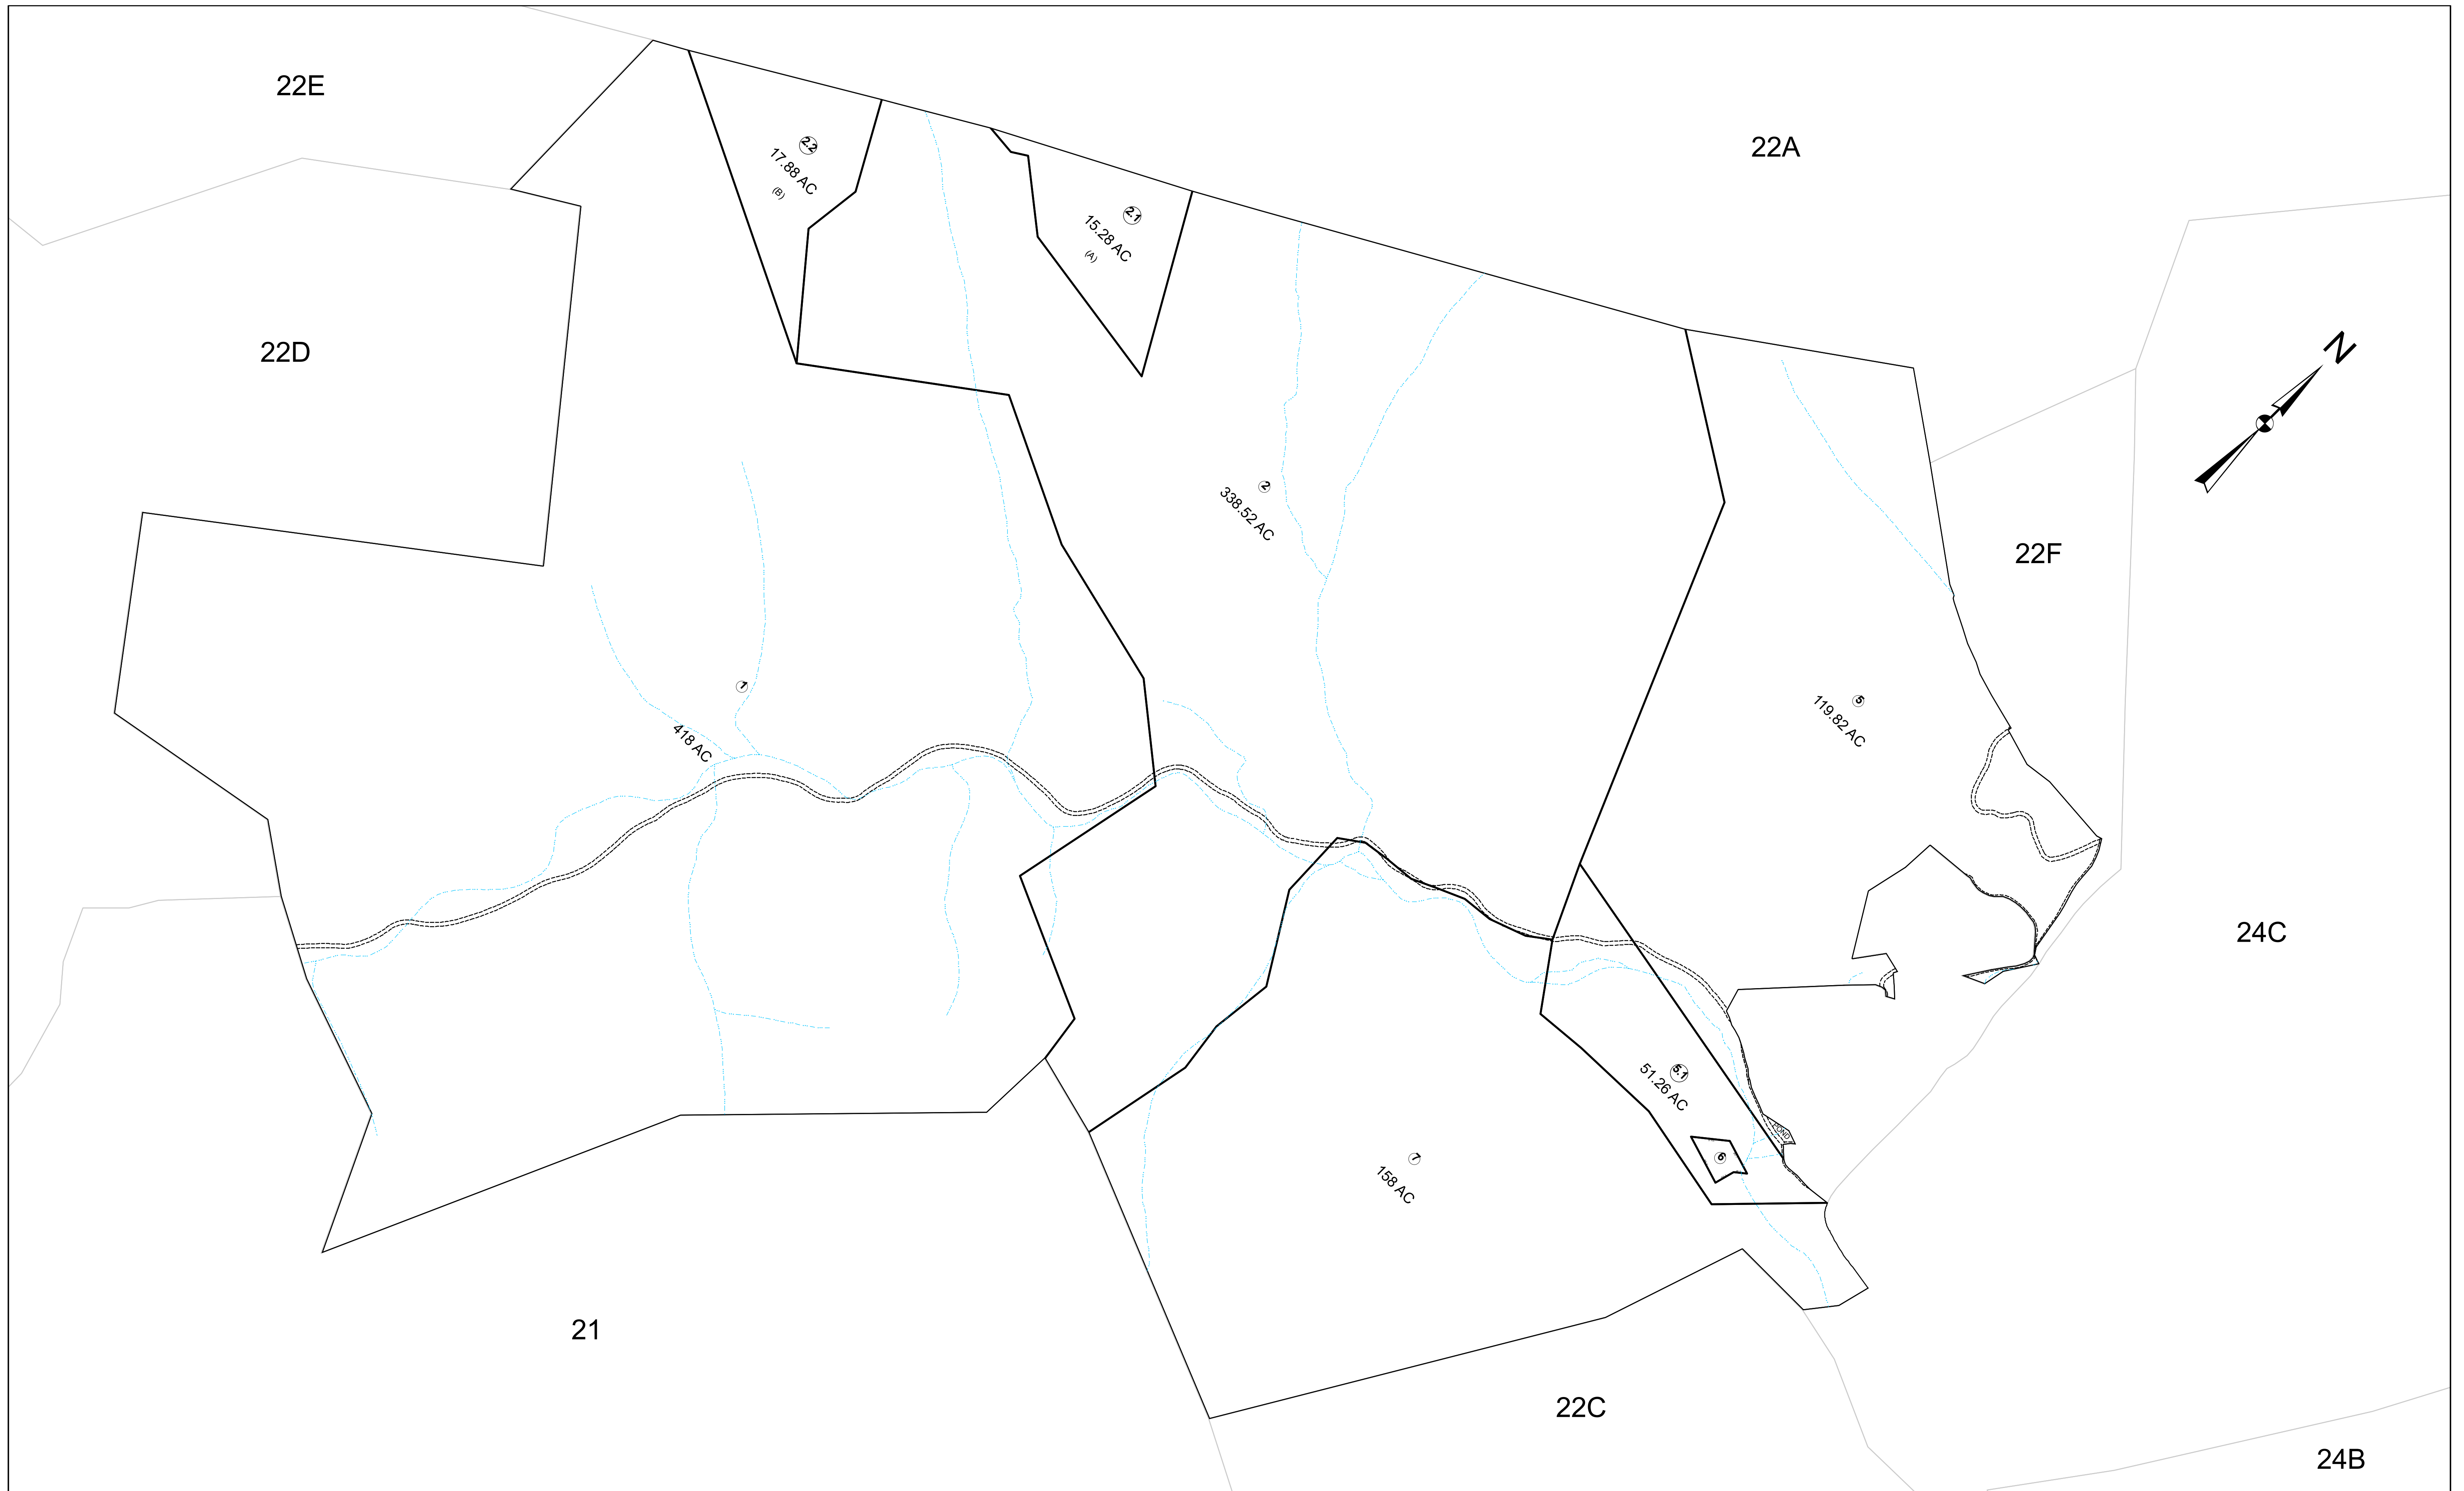 22E
22A
2.2
17.88 AC
(B)
2.1
15.28 AC
(A)
N
22D
2
338.52 AC
22F
1
418 AC
5
119.82 AC
24C
5.1
51.26 AC
POND
6
7
158 AC
21
22C
24B